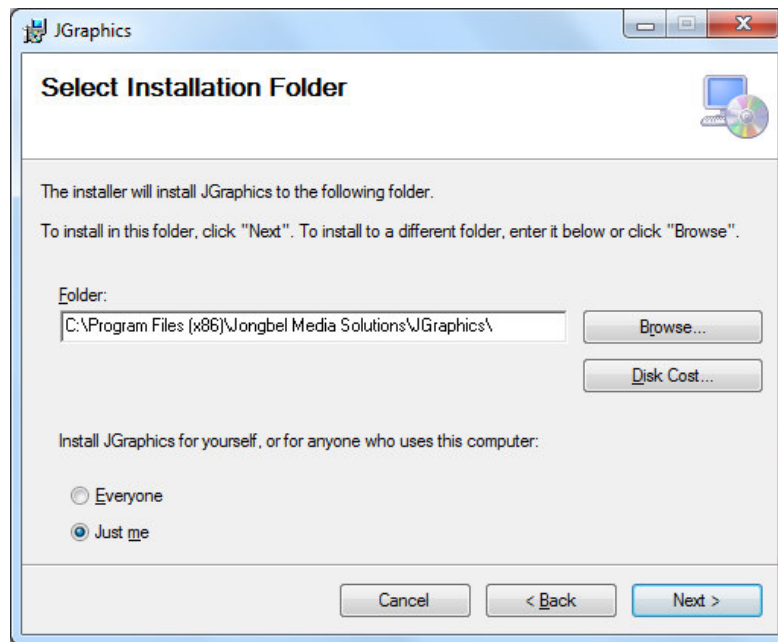 JGraphics
Select Installation Folder
The installer will install JGraphics to the following folder.
To install in this folder, click "Next". To install to a different folder, enter it below or click "Browse".
Folder:
C:\Program Files (x86)\Jongbel Media Solutions\JGraphics\
Browse...
Disk Cost...
Install JGraphics for yourself, or for anyone who uses this computer:
Everyone
Just me
Cancel
< Back
Next >